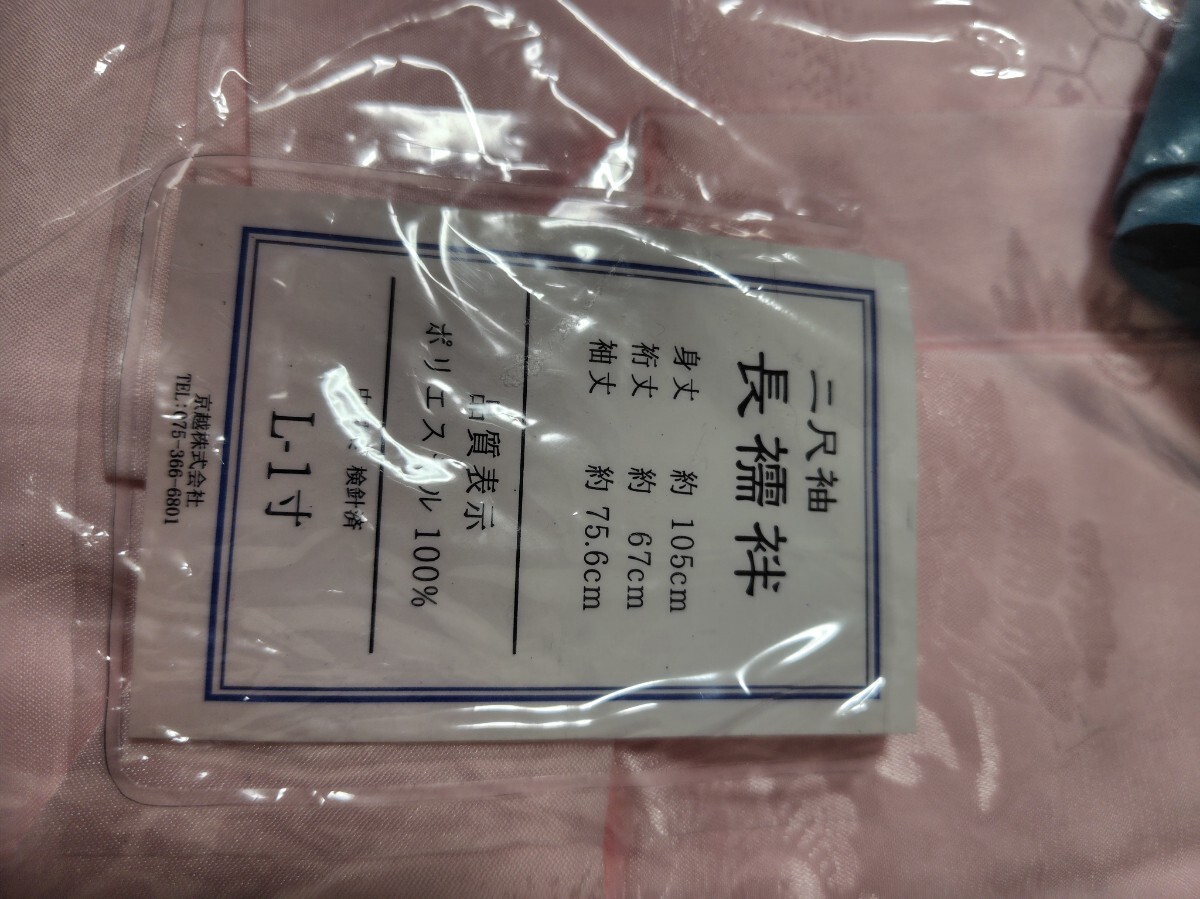 二尺袖
長襦袢
身丈 約 105cm
裄丈 約 67cm
袖丈 約 75.6cm
品質表示
ポリエステル 100%
検針済
L-1寸
京越株式会社
TEL:075-366-6801